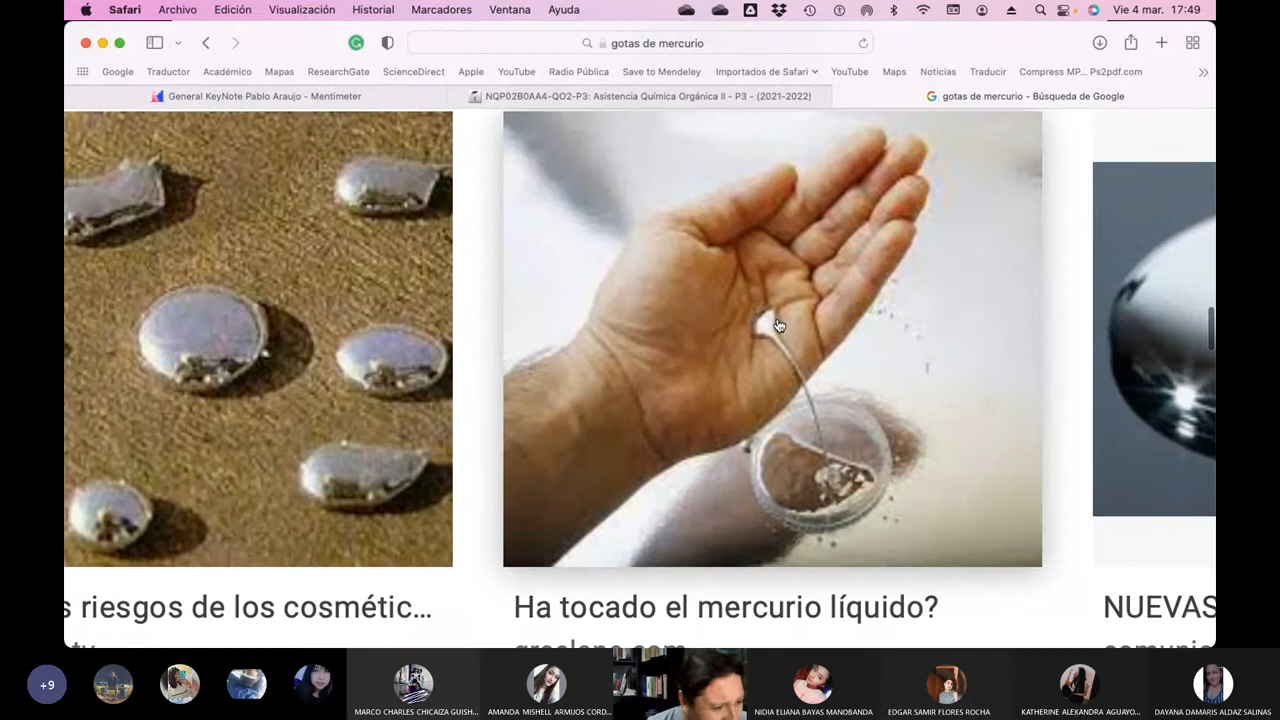 Safari Archivo Edición Visualización Historial Marcadores Ventana Ayuda Vie 4 mar. 17:49
gotas de mercurio
Google Traductor Académico Mapas ResearchGate ScienceDirect Apple YouTube Radio Pública Save to Mendeley Importados de Safari YouTube Maps Noticias Traducir Compress MP... Ps2pdf.com
General KeyNote Pablo Araujo - Mentimeter NQP02B0AA4-QO2-P3: Asistencia Química Orgánica II - P3 - (2021-2022) gotas de mercurio - Búsqueda de Google
s riesgos de los cosmétic... Ha tocado el mercurio líquido? NUEVAS
+9
MARCO CHARLES CHICAIZA GUISH... AMANDA MISHELL ARMIJOS CORD... NIDIA ELIANA BAYAS MANOBANDA EDGAR SAMIR FLORES ROCHA KATHERINE ALEXANDRA AGUAYO... DAYANA DAMARIS ALDAZ SALINAS